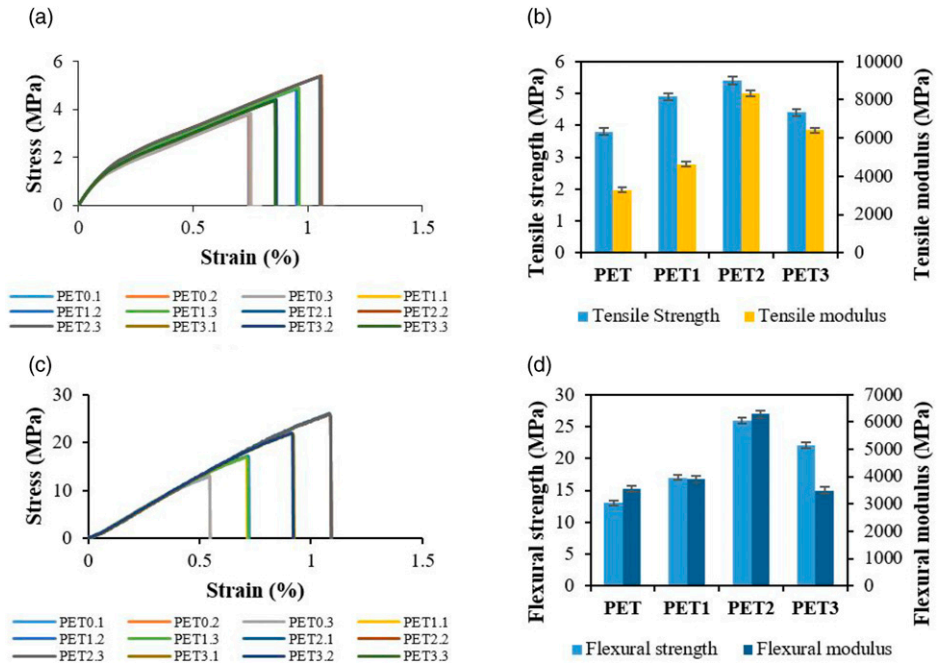 (a)
Stress (MPa)
6
4
2
0
0 0.5 1 1.5
Strain (%)
PET0.1 PET0.2 PET0.3 PET1.1
PET1.2 PET1.3 PET2.1 PET2.2
PET2.3 PET3.1 PET3.2 PET3.3
(b)
Tensile strength (MPa)
6
5
4
3
2
1
0
10000
8000
6000
4000
2000
0
Tensile modulus (MPa)
PET PET1 PET2 PET3
Tensile Strength Tensile modulus
(c)
Stress (MPa)
30
20
10
0
0 0.5 1 1.5
Strain (%)
PET0.1 PET0.2 PET0.3 PET1.1
PET1.2 PET1.3 PET2.1 PET2.2
PET2.3 PET3.1 PET3.2 PET3.3
(d)
Flexural strength (MPa)
30
25
20
15
10
5
0
7000
6000
5000
4000
3000
2000
1000
0
Flexural modulus (MPa)
PET PET1 PET2 PET3
Flexural strength Flexural modulus